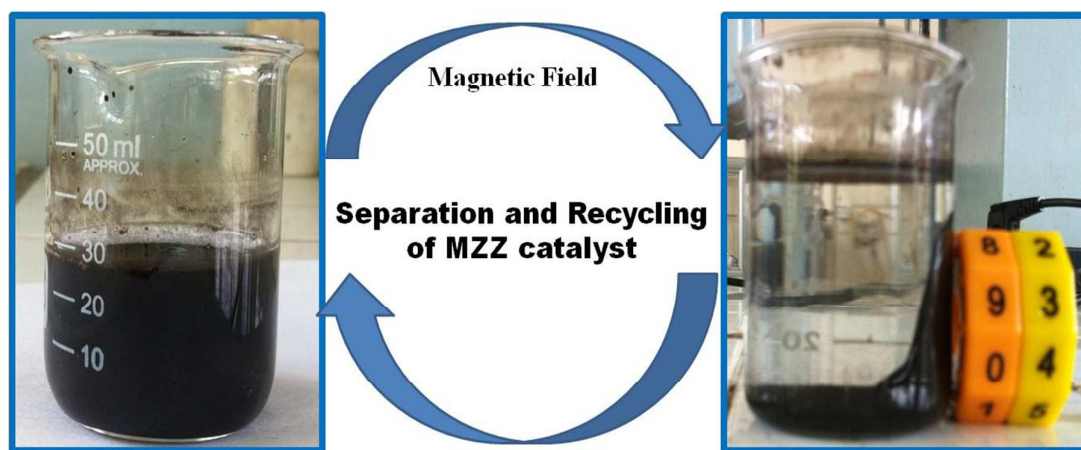 50 ml
APPROX.
40
30
20
10
Magnetic Field
Separation and Recycling
of MZZ catalyst
20
8 2
9 3
0 4
1 5